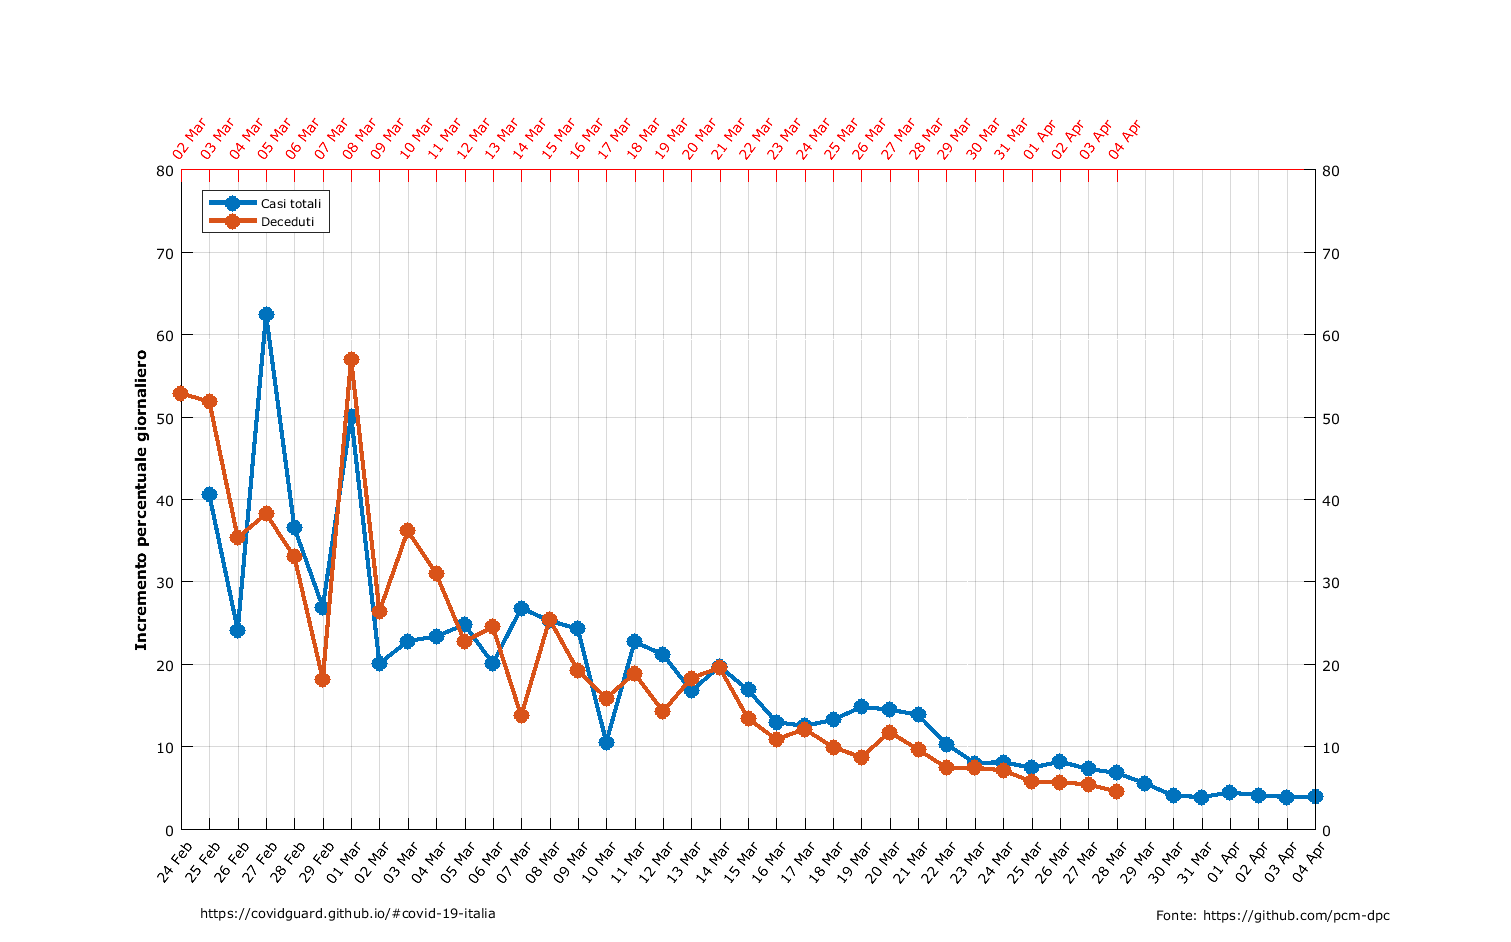 02 Mar 03 Mar 04 Mar 05 Mar 06 Mar 07 Mar 08 Mar 09 Mar 10 Mar 11 Mar 12 Mar 13 Mar 14 Mar 15 Mar 16 Mar 17 Mar 18 Mar 19 Mar 20 Mar 21 Mar 22 Mar 23 Mar 24 Mar 25 Mar 26 Mar 27 Mar 28 Mar 29 Mar 30 Mar 31 Mar 01 Apr 02 Apr 03 Apr 04 Apr
80 80
Casi totali
Deceduti
70 70
60 60
50 50
40 40
30 30
20 20
10 10
0 0
Incremento percentuale giornaliero
24 Feb 25 Feb 26 Feb 27 Feb 28 Feb 29 Feb 01 Mar 02 Mar 03 Mar 04 Mar 05 Mar 06 Mar 07 Mar 08 Mar 09 Mar 10 Mar 11 Mar 12 Mar 13 Mar 14 Mar 15 Mar 16 Mar 17 Mar 18 Mar 19 Mar 20 Mar 21 Mar 22 Mar 23 Mar 24 Mar 25 Mar 26 Mar 27 Mar 28 Mar 29 Mar 30 Mar 31 Mar 01 Apr 02 Apr 03 Apr 04 Apr
https://covidguard.github.io/#covid-19-italia
Fonte: https://github.com/pcm-dpc